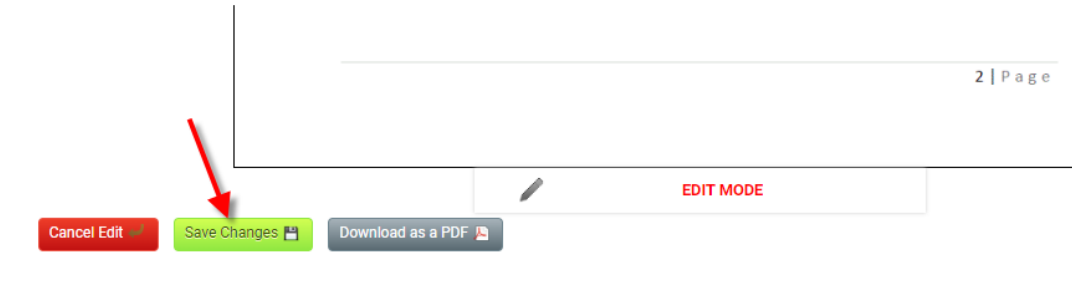 2 | Page
EDIT MODE
Cancel Edit
Save Changes
Download as a PDF